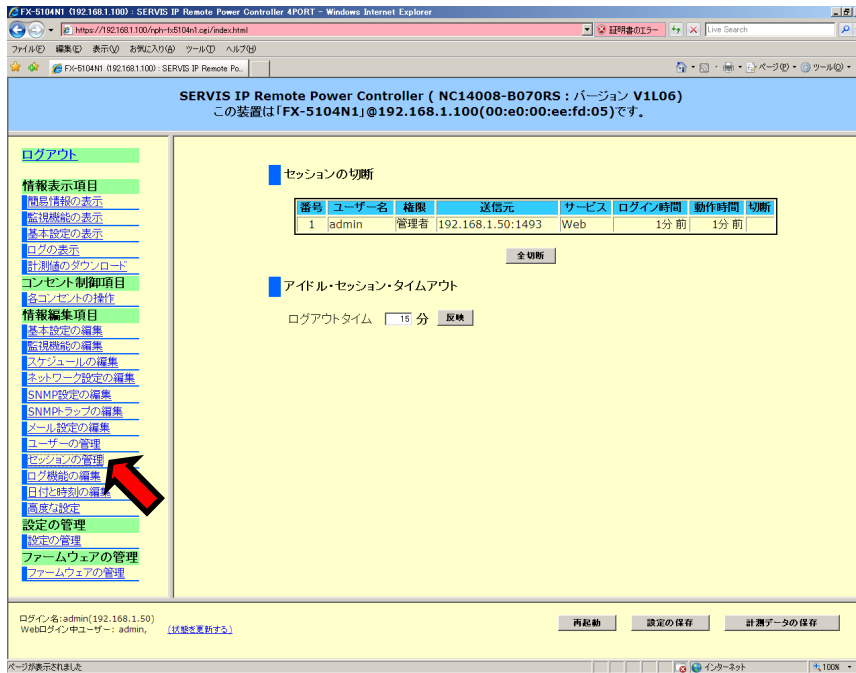 FX-5104N1 (192.168.1.100) : SERVIS IP Remote Power Controller 4PORT - Windows Internet Explorer
https://192.168.1.100/nph-fx5104n1.cgi/index.html
証明書のエラー
Live Search
ファイル(F) 編集(E) 表示(V) お気に入り(A) ツール(T) ヘルプ(H)
FX-5104N1 (192.168.1.100) : SERVIS IP Remote Po...
ページ(P) ツール(O)
SERVIS IP Remote Power Controller ( NC14008-B070RS : バージョン V1L06)
この装置は「FX-5104N1」@192.168.1.100(00:e0:00:ee:fd:05)です。
ログアウト
情報表示項目
簡易情報の表示
監視機能の表示
基本設定の表示
ログの表示
計測値のダウンロード
コンセント制御項目
各コンセントの操作
情報編集項目
基本設定の編集
監視機能の編集
スケジュールの編集
ネットワーク設定の編集
SNMP設定の編集
SNMPトラップの編集
メール設定の編集
ユーザーの管理
セッションの管理
ログ機能の編集
日付と時刻の編集
高度な設定
設定の管理
設定の管理
ファームウェアの管理
ファームウェアの管理
セッションの切断
番号 ユーザー名 権限 送信元 サービス ログイン時間 動作時間 切断
1 admin 管理者 192.168.1.50:1493 Web 1分 前 1分 前
全切断
アイドル・セッション・タイムアウト
ログアウトタイム 15 分 反映
ログイン名:admin(192.168.1.50)
Webログイン中ユーザー: admin, (状態を更新する)
再起動 設定の保存 計測データの保存
ページが表示されました
インターネット
100%